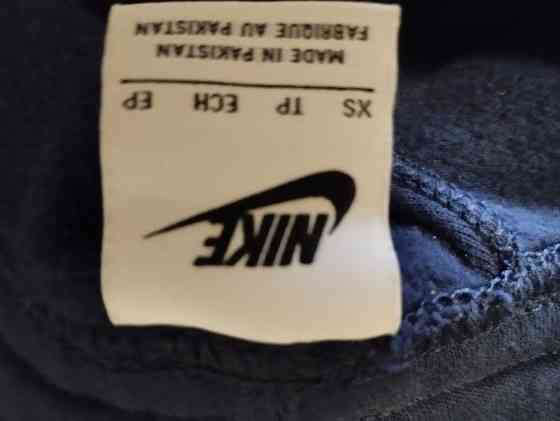 NIKE
XS TP ECH EP
MADE IN PAKISTAN
FABRIQUE AU PAKISTAN